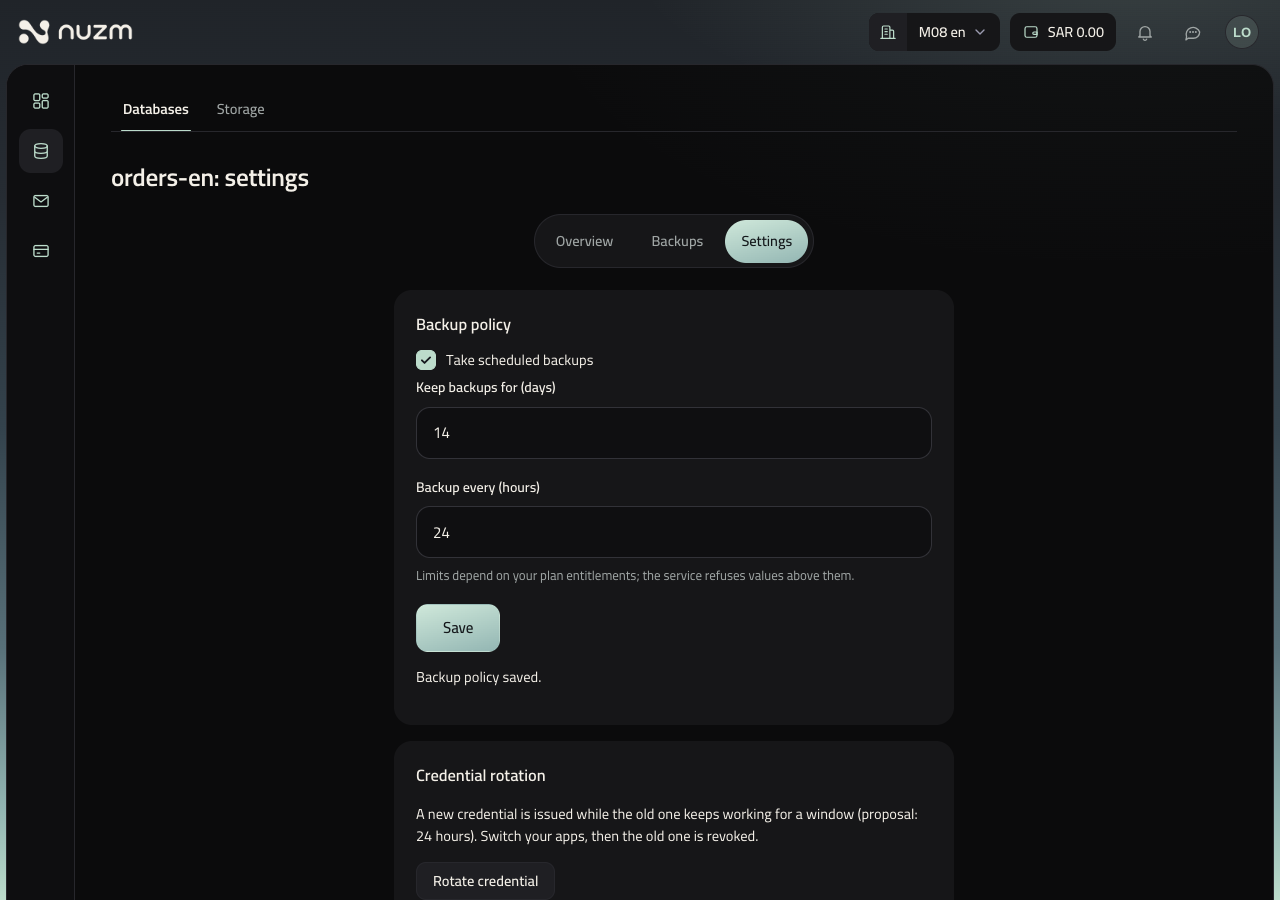 nuzm
M08 en
SAR 0.00
LO
Databases
Storage
orders-en: settings
Overview
Backups
Settings
Backup policy
Take scheduled backups
Keep backups for (days)
14
Backup every (hours)
24
Limits depend on your plan entitlements; the service refuses values above them.
Save
Backup policy saved.
Credential rotation
A new credential is issued while the old one keeps working for a window (proposal:
24 hours). Switch your apps, then the old one is revoked.
Rotate credential